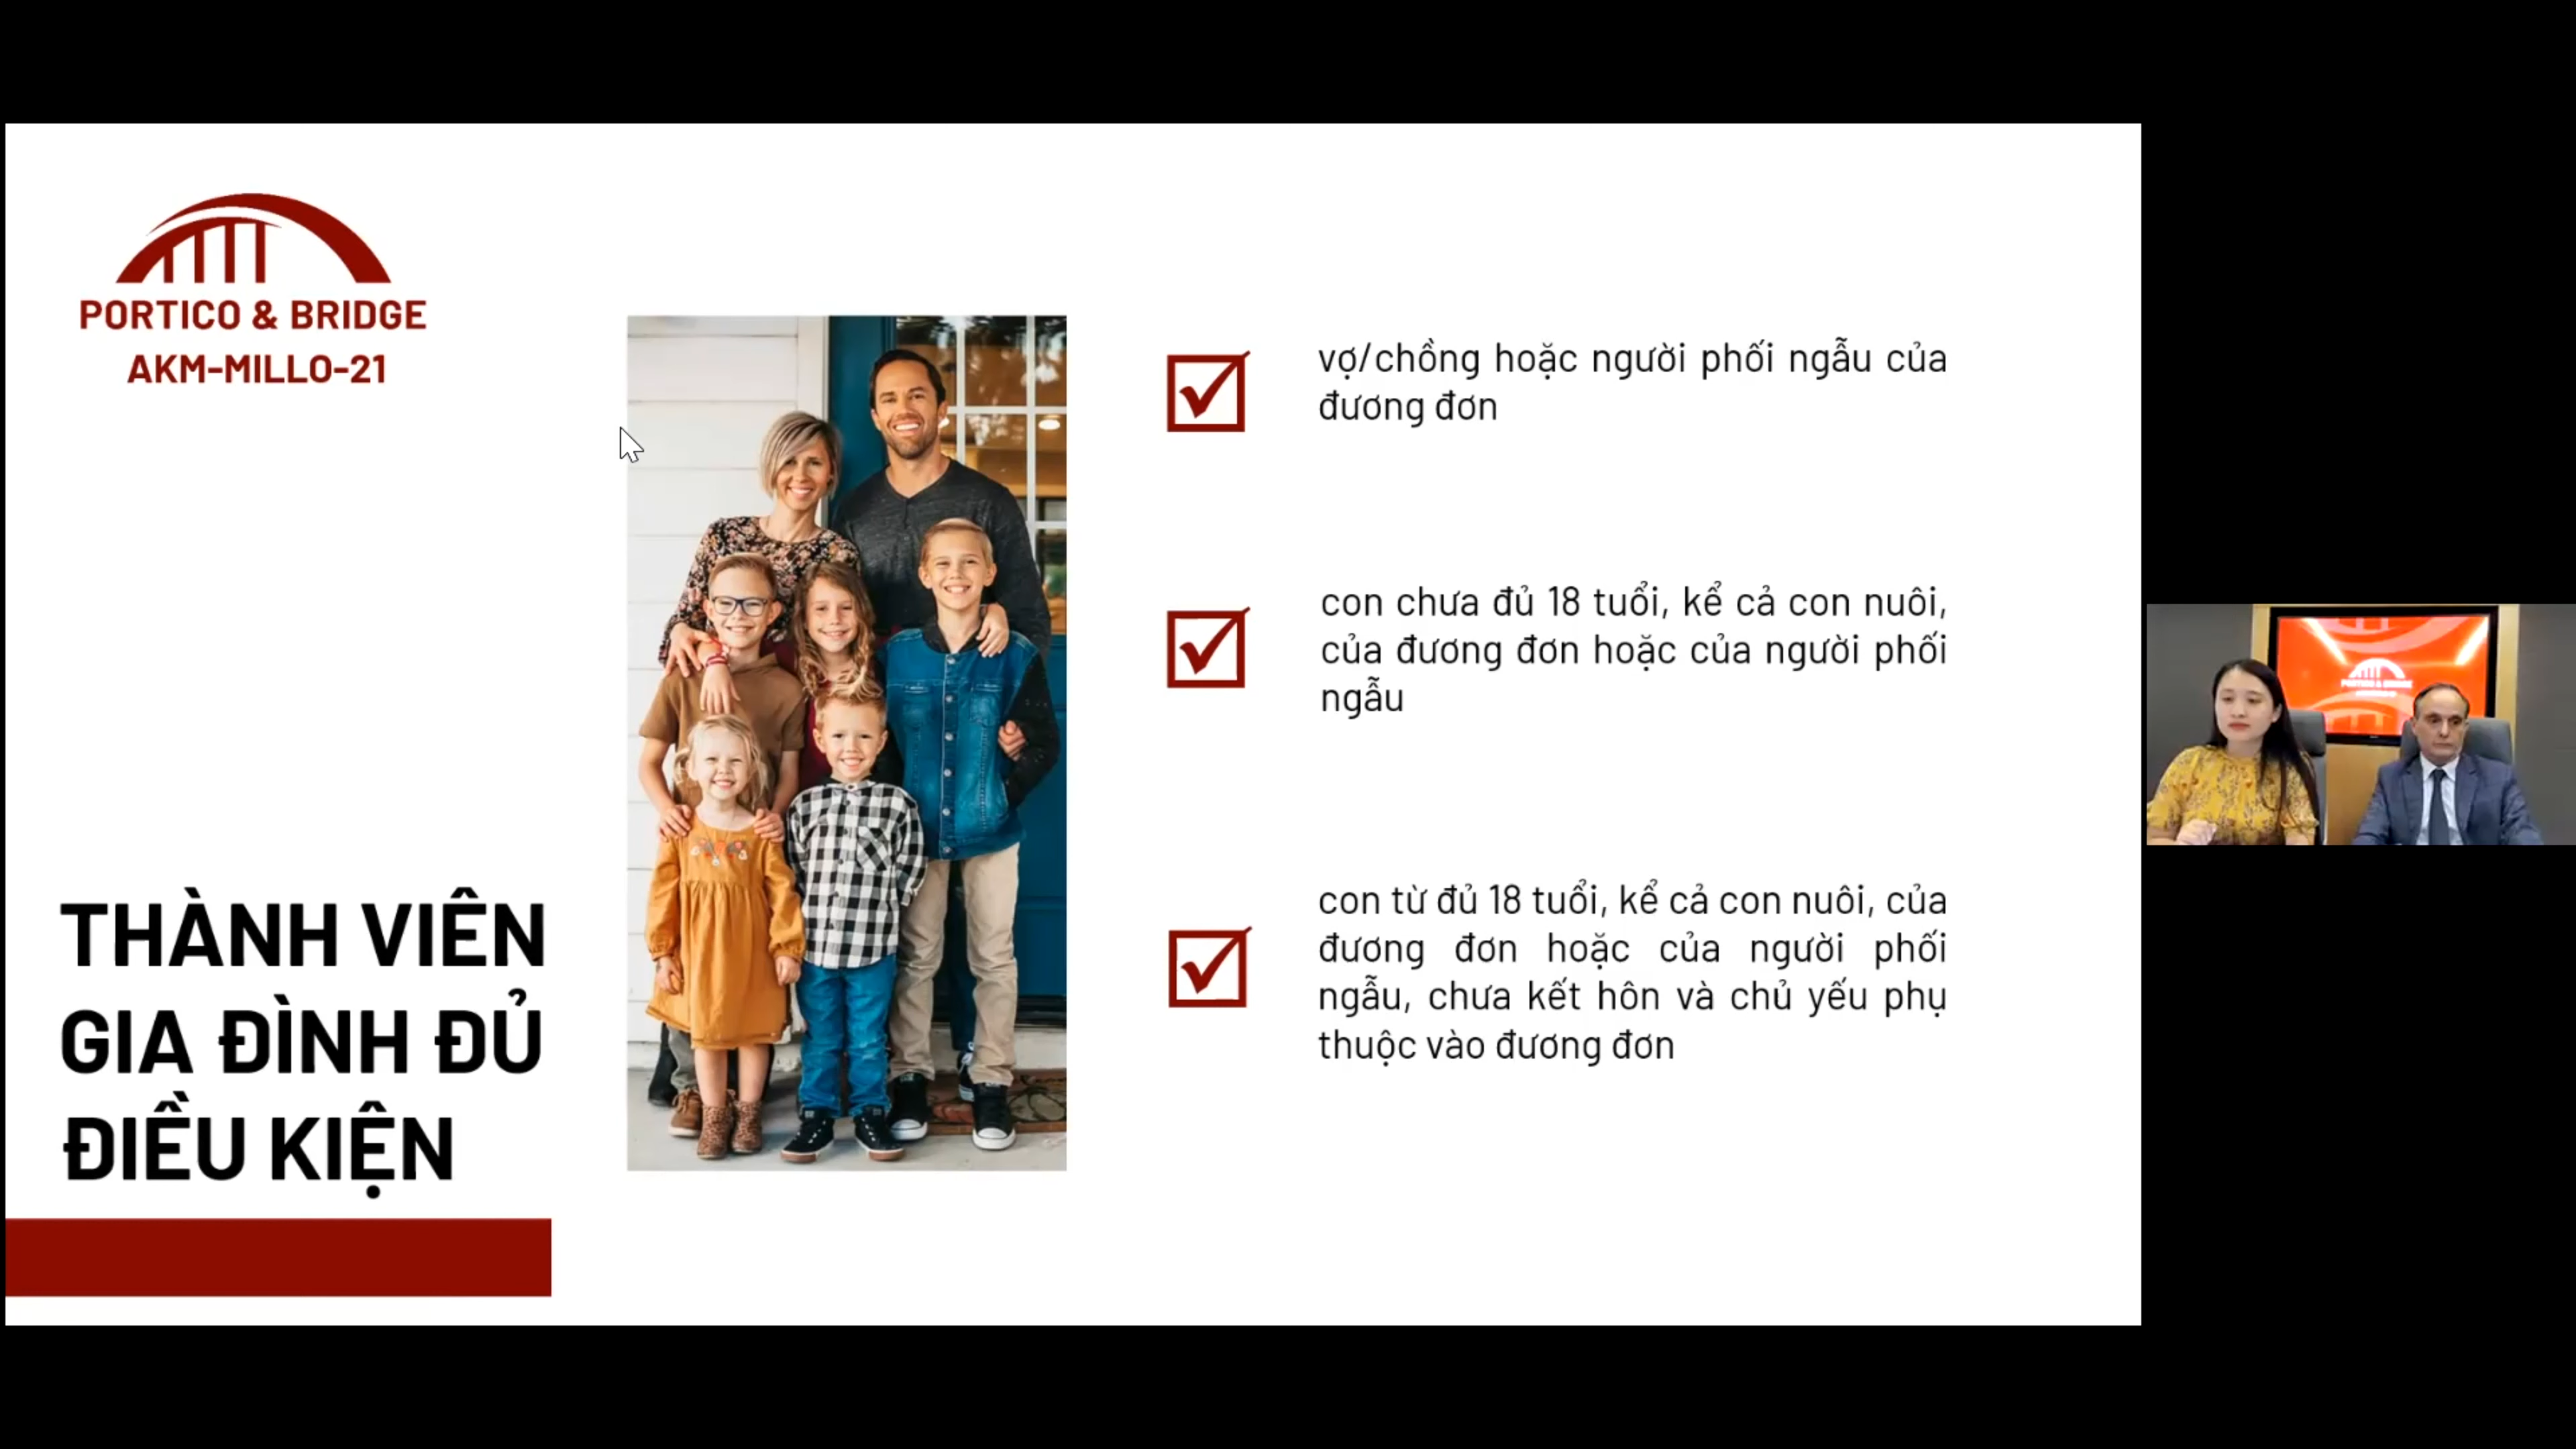 PORTICO & BRIDGE
AKM-MILLO-21
THÀNH VIÊN
GIA ĐÌNH ĐỦ
ĐIỀU KIỆN
vợ/chồng hoặc người phối ngẫu của
đương đơn
con chưa đủ 18 tuổi, kể cả con nuôi,
của đương đơn hoặc của người phối
ngẫu
con từ đủ 18 tuổi, kể cả con nuôi, của
đương đơn hoặc của người phối
ngẫu, chưa kết hôn và chủ yếu phụ
thuộc vào đương đơn
PORTICO & BRIDGE